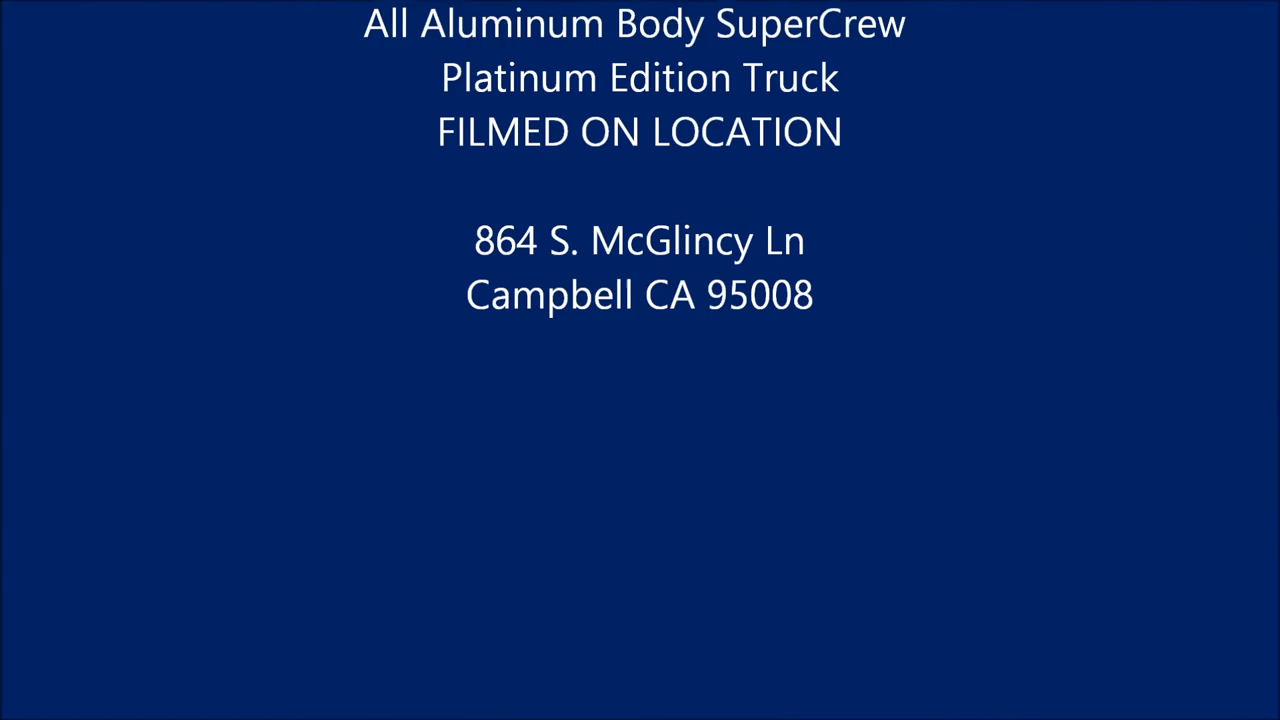 All Aluminum Body SuperCrew
Platinum Edition Truck
FILMED ON LOCATION
864 S. McGlincy Ln
Campbell CA 95008